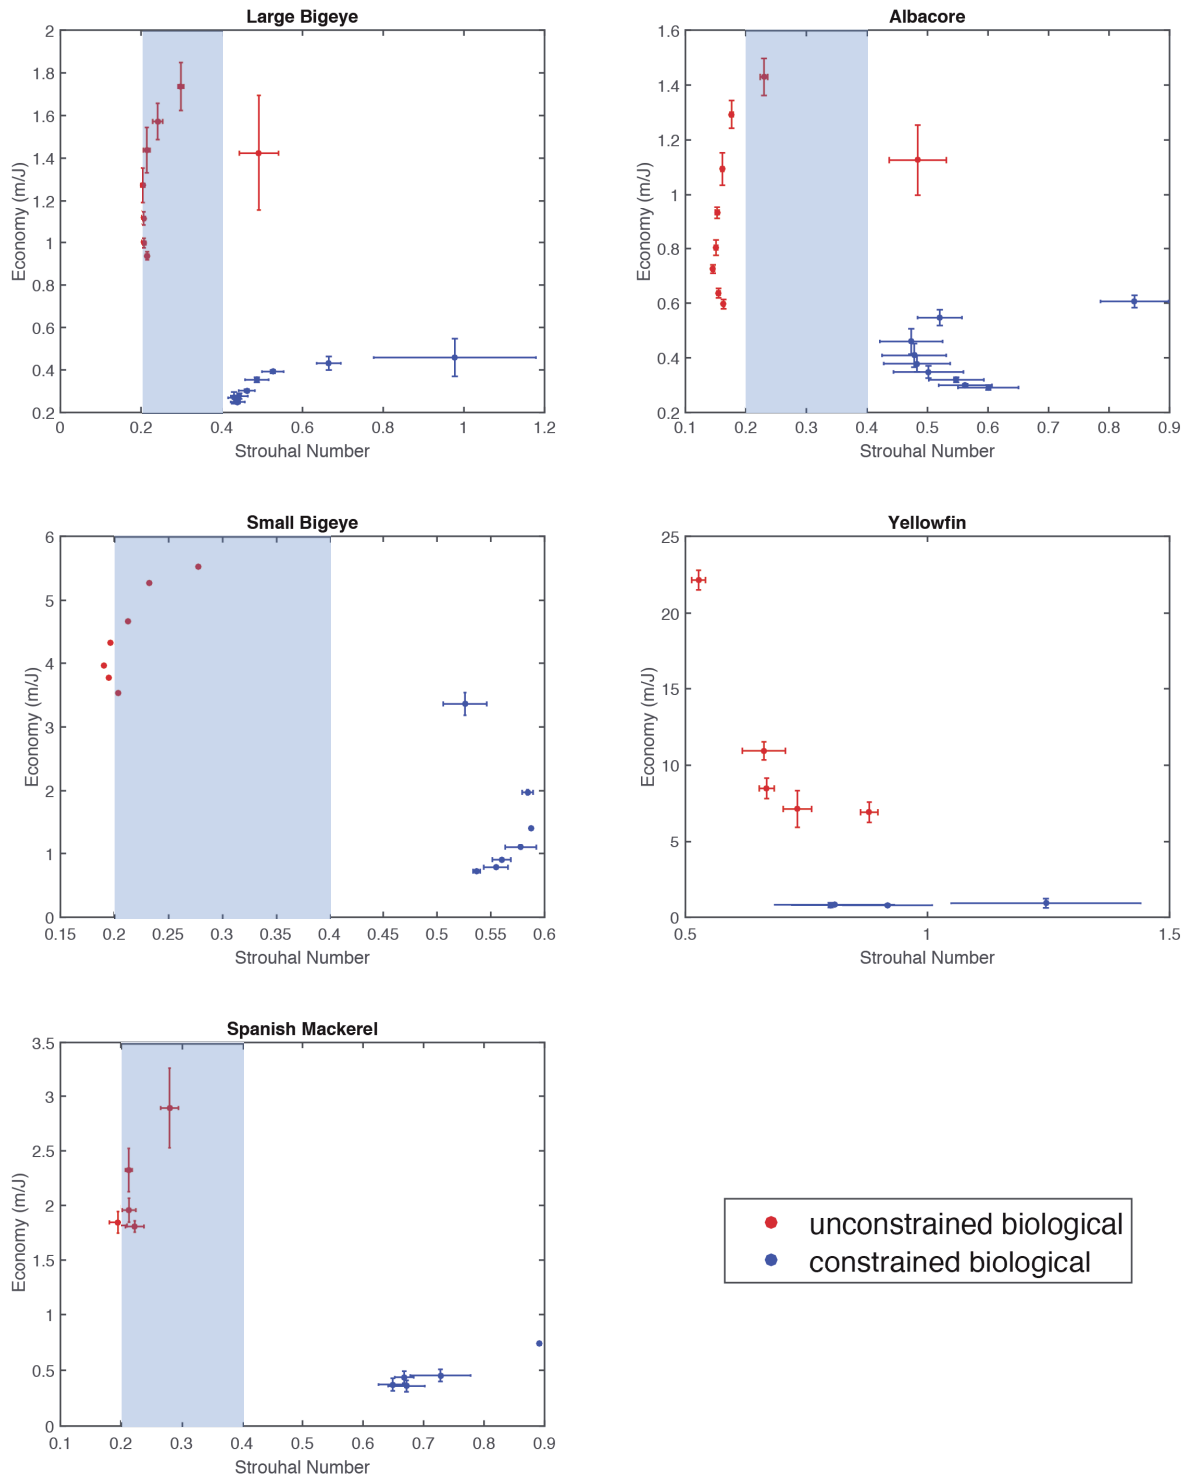 Large Bigeye
2
1.8
1.6
1.4
1.2
1
0.8
0.6
0.4
0.2
Economy (m/J)
0 0.2 0.4 0.6 0.8 1 1.2
Strouhal Number
Albacore
1.6
1.4
1.2
1
0.8
0.6
0.4
0.2
Economy (m/J)
0.1 0.2 0.3 0.4 0.5 0.6 0.7 0.8 0.9
Strouhal Number
Small Bigeye
6
5
4
3
2
1
0
Economy (m/J)
0.15 0.2 0.25 0.3 0.35 0.4 0.45 0.5 0.55 0.6
Strouhal Number
Yellowfin
25
20
15
10
5
0
Economy (m/J)
0.5 1 1.5
Strouhal Number
Spanish Mackerel
3.5
3
2.5
2
1.5
1
0.5
0
Economy (m/J)
0.1 0.2 0.3 0.4 0.5 0.6 0.7 0.8 0.9
Strouhal Number
unconstrained biological
constrained biological